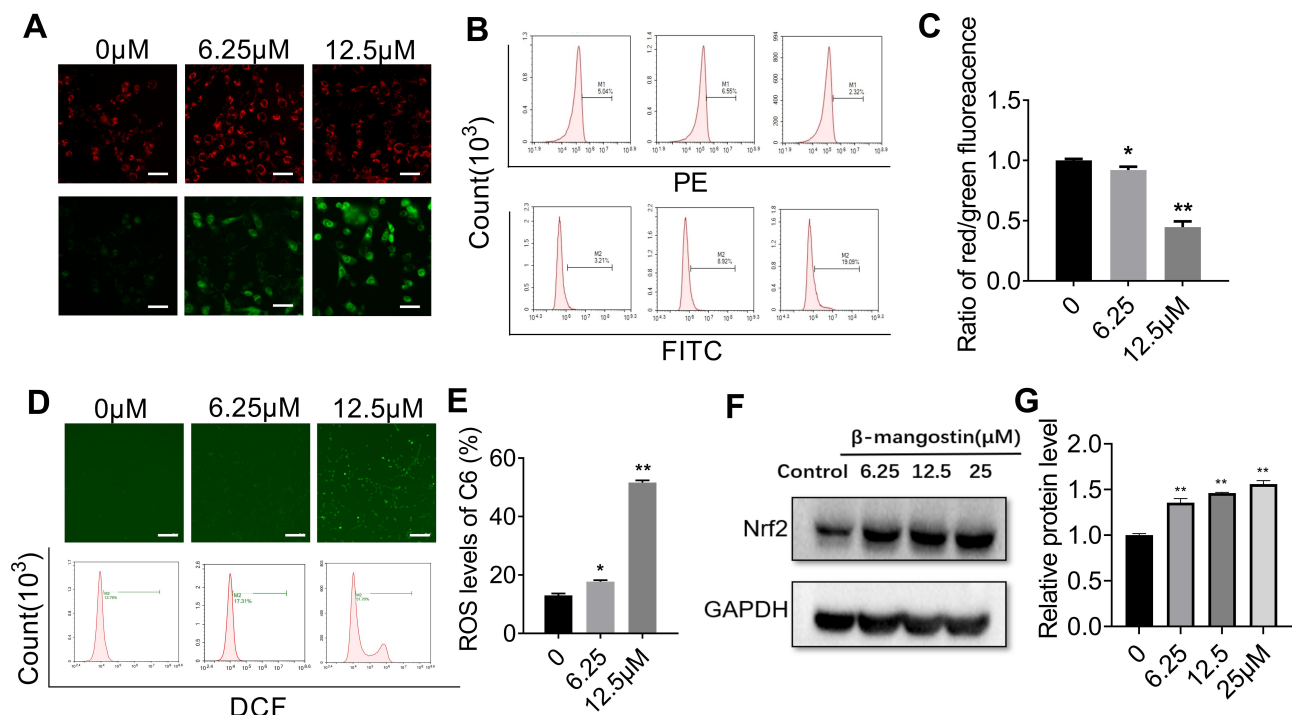 A
0μM 6.25μM 12.5μM
B
Count(10³)
M1
5.04%
M1
6.55%
M1
2.32%
PE
M2
3.21%
M2
8.92%
M2
19.09%
FITC
C
Ratio of red/green fluoreacence
1.5
1.0
0.5
0.0
*
**
0
6.25
12.5μM
D
0μM 6.25μM 12.5μM
Count(10³)
M2
17.31%
DCF
E
ROS levels of C6 (%)
60
40
20
0
*
**
0
6.25
12.5μM
F
β-mangostin(μM)
Control 6.25 12.5 25
Nrf2
GAPDH
G
Relative protein level
2.0
1.5
1.0
0.5
0.0
**
**
**
0
6.25
12.5
25μM